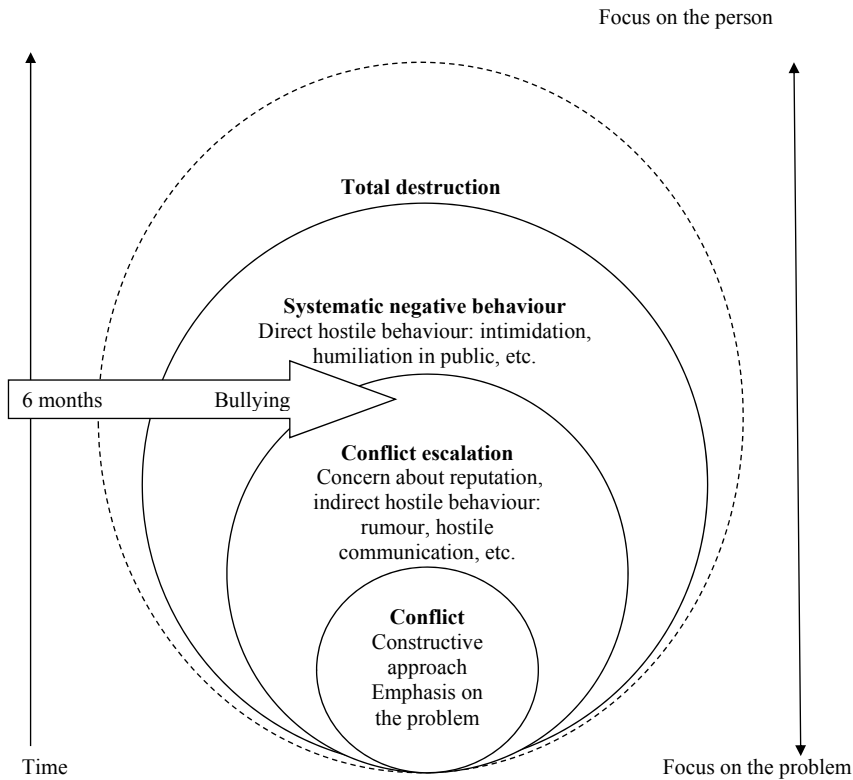 Focus on the person
Total destruction
Systematic negative behaviour
Direct hostile behaviour: intimidation,
humiliation in public, etc.
6 months Bullying
Conflict escalation
Concern about reputation,
indirect hostile behaviour:
rumour, hostile
communication, etc.
Conflict
Constructive
approach
Emphasis on
the problem
Time
Focus on the problem